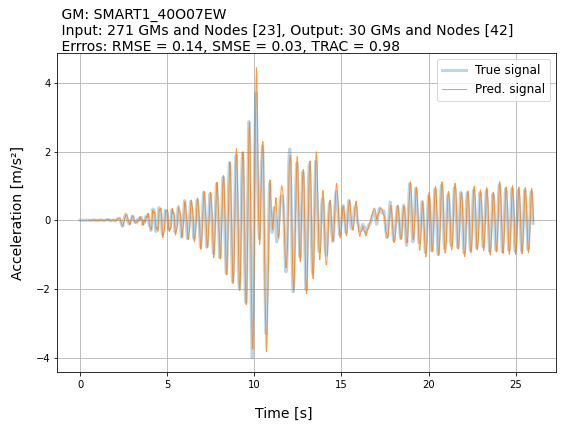 GM: SMART1_40O07EW
Input: 271 GMs and Nodes [23], Output: 30 GMs and Nodes [42]
Errros: RMSE = 0.14, SMSE = 0.03, TRAC = 0.98
True signal
Pred. signal
Acceleration [m/s²]
4
2
0
−2
−4
0
5
10
15
20
25
Time [s]